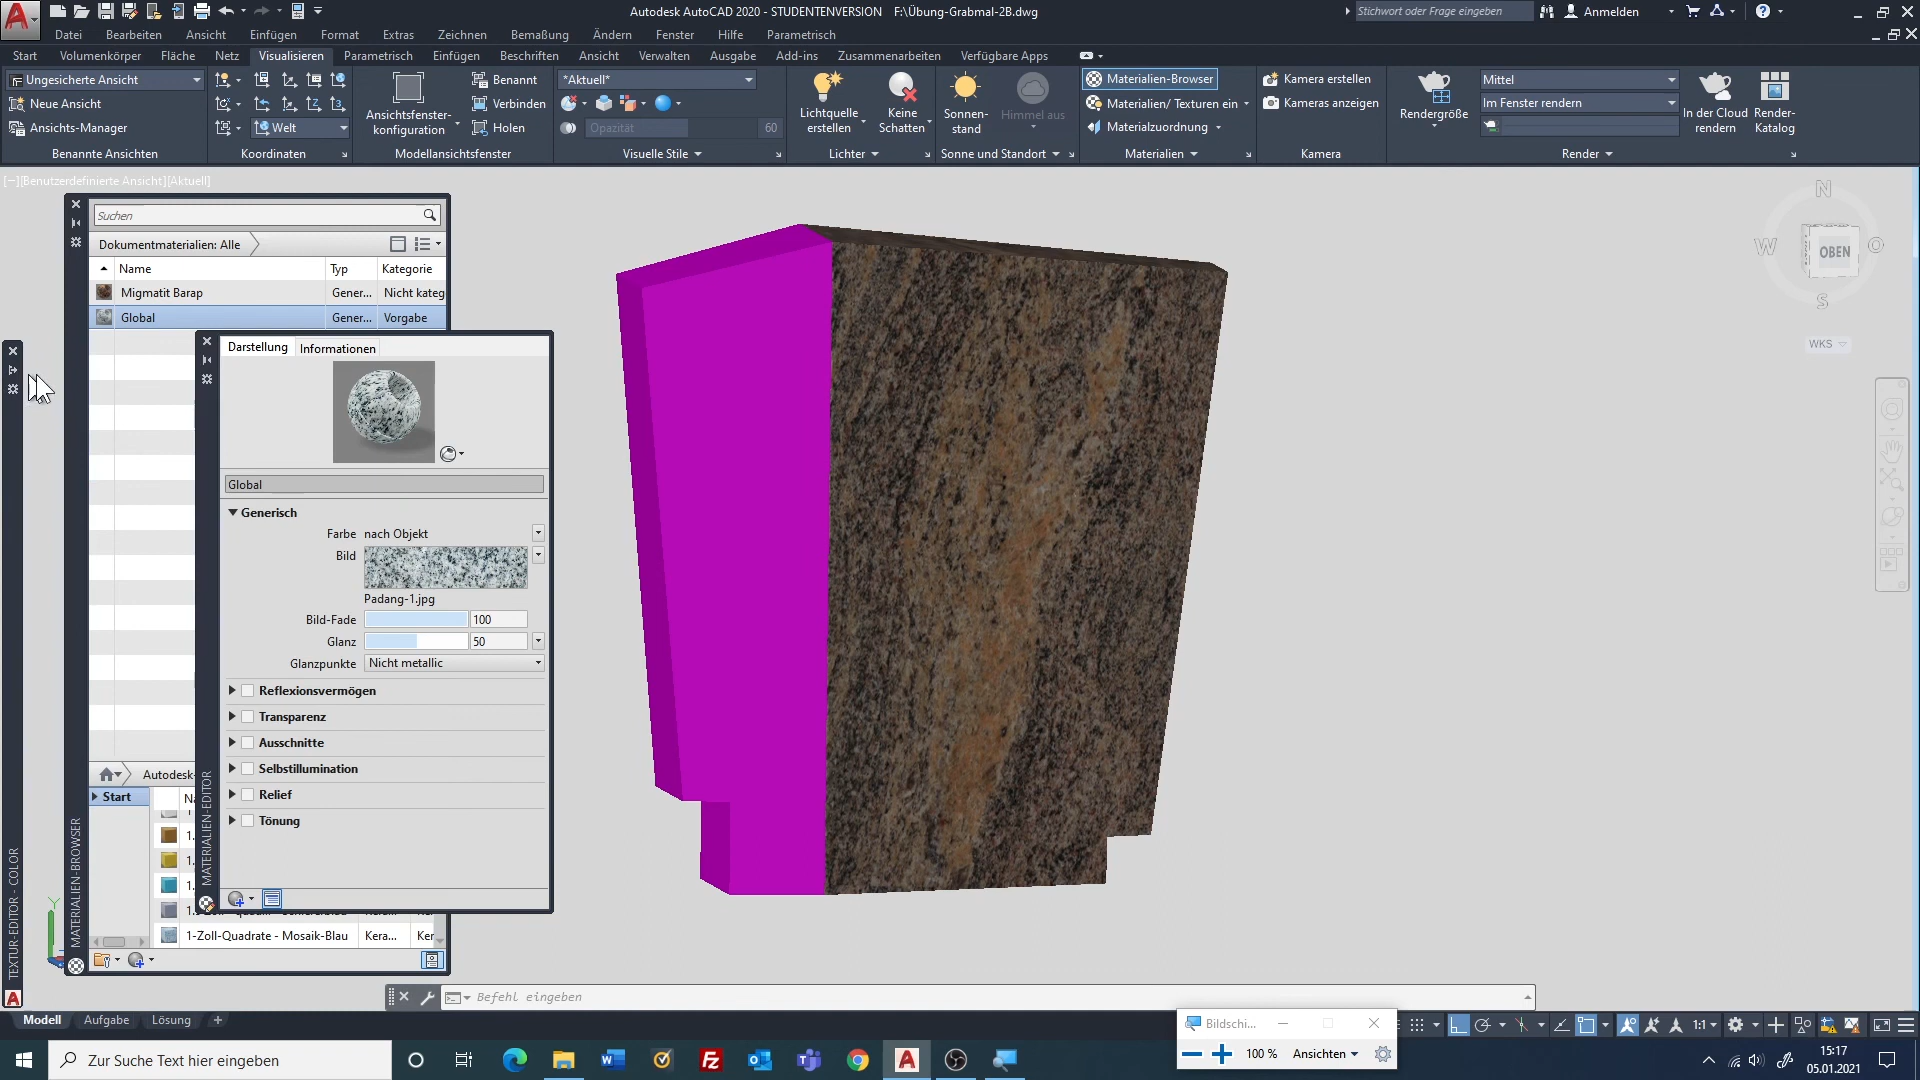 Autodesk AutoCAD 2020 - STUDENTENVERSION F:\Übung-Grabmal-2B.dwg
Stichwort oder Frage eingeben
Anmelden
Datei Bearbeiten Ansicht Einfügen Format Extras Zeichnen Bemaßung Ändern Fenster Hilfe Parametrisch
Start Volumenkörper Fläche Netz Visualisieren Parametrisch Einfügen Beschriften Ansicht Verwalten Ausgabe Add-ins Zusammenarbeiten Verfügbare Apps
Ungesicherte Ansicht
Neue Ansicht
Ansichts-Manager
Benannte Ansichten
Welt
Koordinaten
Ansichtsfenster-
konfiguration
Benannt
Verbinden
Holen
Modellansichtsfenster
*Aktuell*
Opazität 60
Visuelle Stile
Lichtquelle
erstellen
Keine
Schatten
Lichter
Sonnen-
stand
Himmel aus
Sonne und Standort
Materialien-Browser
Materialien/ Texturen ein
Materialzuordnung
Materialien
Kamera erstellen
Kameras anzeigen
Kamera
Rendergröße
Mittel
Im Fenster rendern
In der Cloud
rendern
Render-
Katalog
Render
[−][Benutzerdefinierte Ansicht][Aktuell]
N
W OBEN O
S
WKS
Suchen
Dokumentmaterialien: Alle
Name Typ Kategorie
Migmatit Barap Gener... Nicht kateg
Global Gener... Vorgabe
Darstellung Informationen
Global
Generisch
Farbe nach Objekt
Bild
Padang-1.jpg
Bild-Fade 100
Glanz 50
Glanzpunkte Nicht metallic
Reflexionsvermögen
Transparenz
Ausschnitte
Selbstillumination
Relief
Tönung
MATERIALIEN-EDITOR
Autodesk-
Start
1-Zoll-Quadrate - Mosaik-Blau Kera... Ker
MATERIALIEN-BROWSER
TEXTUR-EDITOR - COLOR
Y
Befehl eingeben
Modell Aufgabe Lösung +
1:1
Bildschi...
100 % Ansichten
Zur Suche Text hier eingeben
15:17
05.01.2021